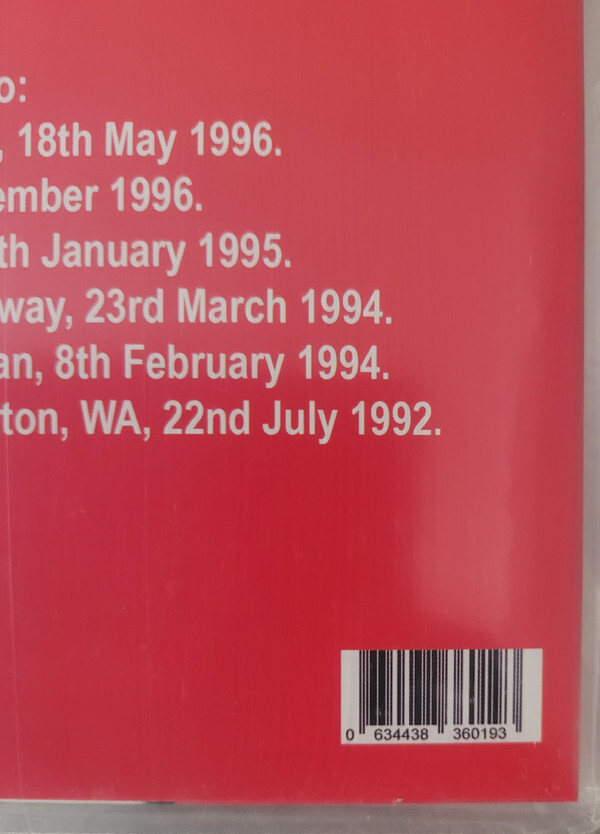 o:
, 18th May 1996.
ember 1996.
th January 1995.
way, 23rd March 1994.
an, 8th February 1994.
ton, WA, 22nd July 1992.
0 634438 360193